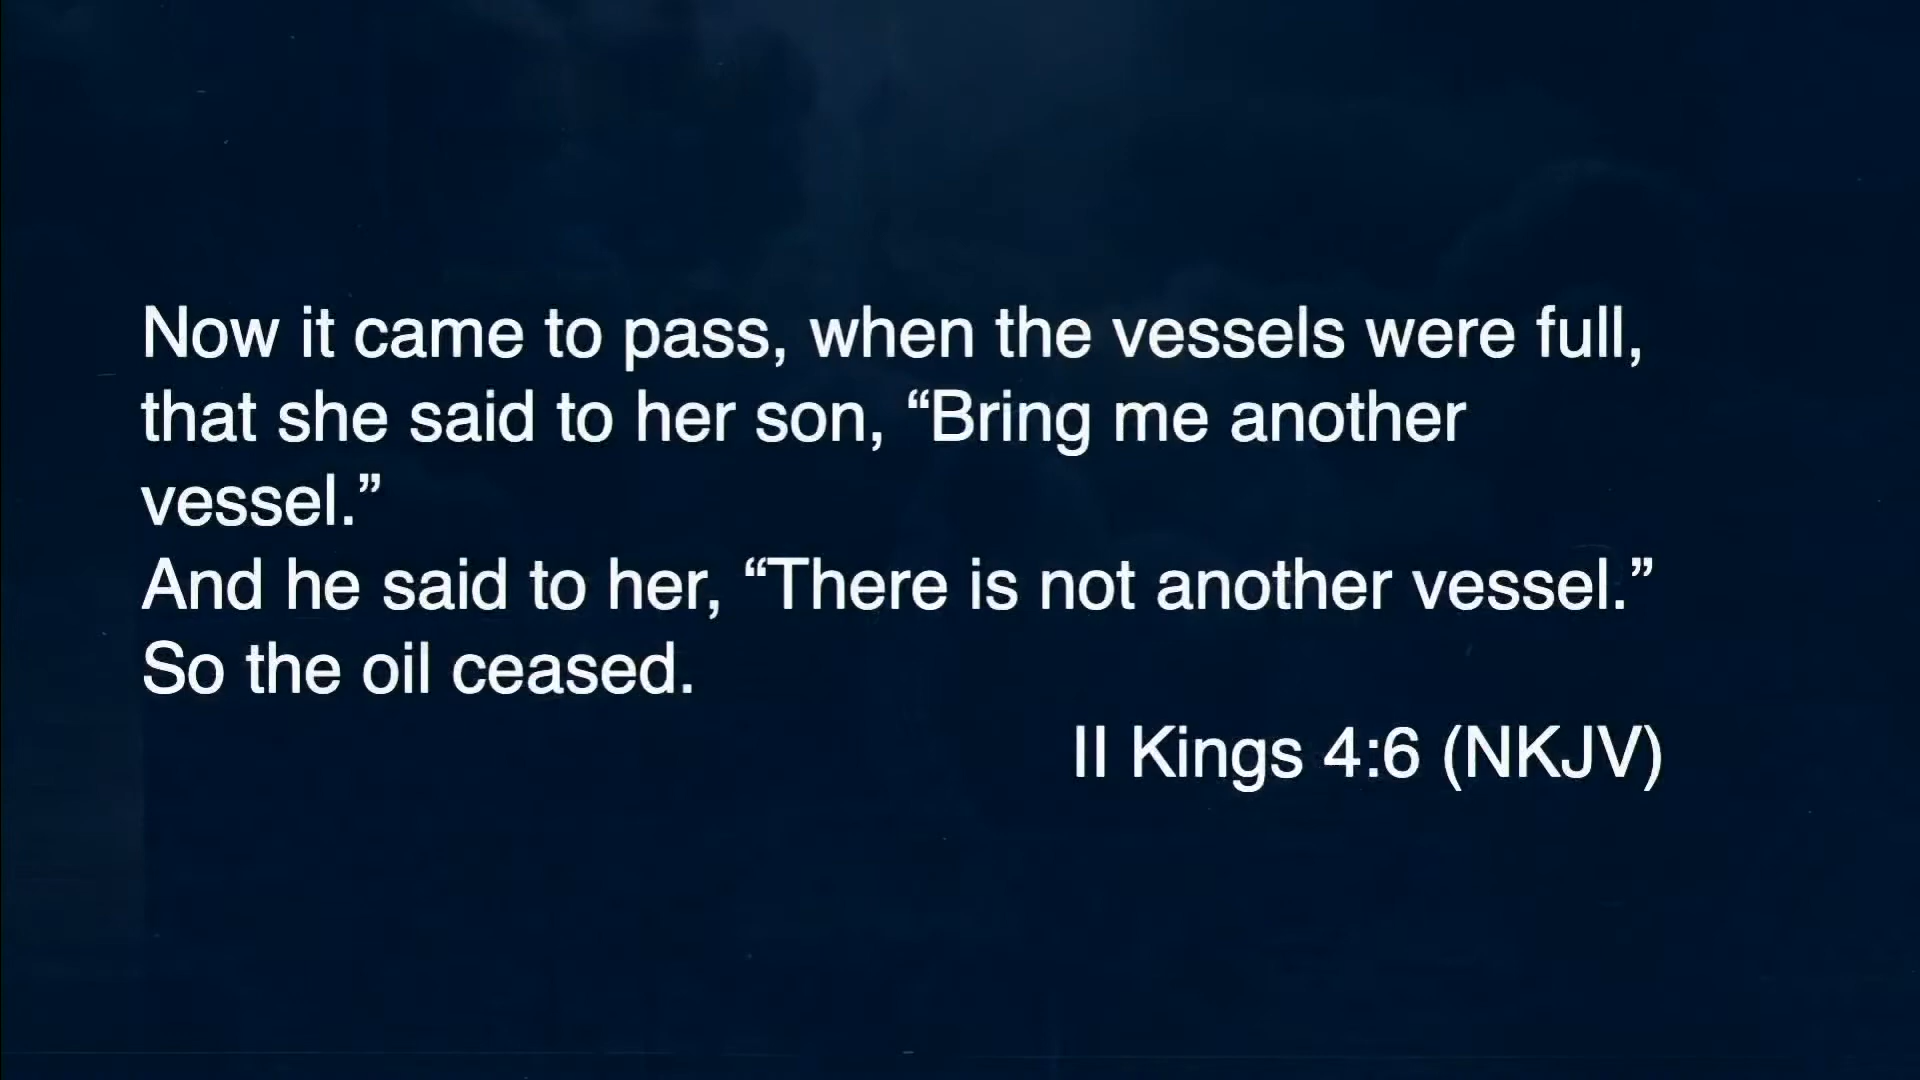 Now it came to pass, when the vessels were full,
that she said to her son, “Bring me another
vessel.”
And he said to her, “There is not another vessel.”
So the oil ceased.
II Kings 4:6 (NKJV)